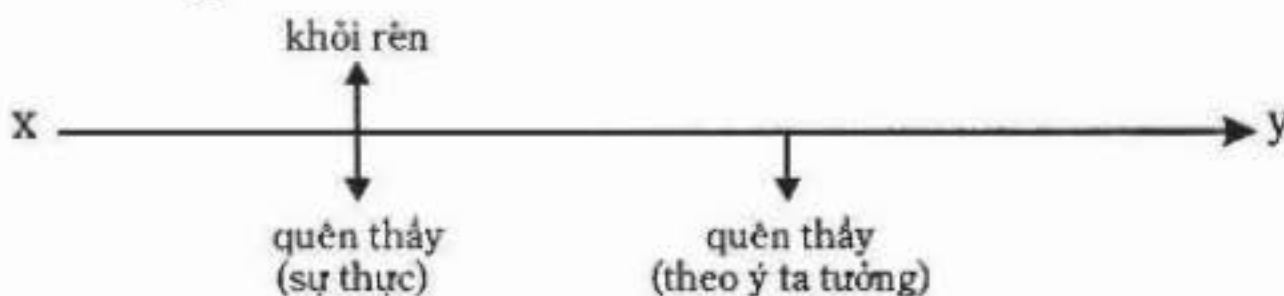 khỏi rên
x
y
quên thầy
(sự thực)
quên thầy
(theo ý ta tưởng)